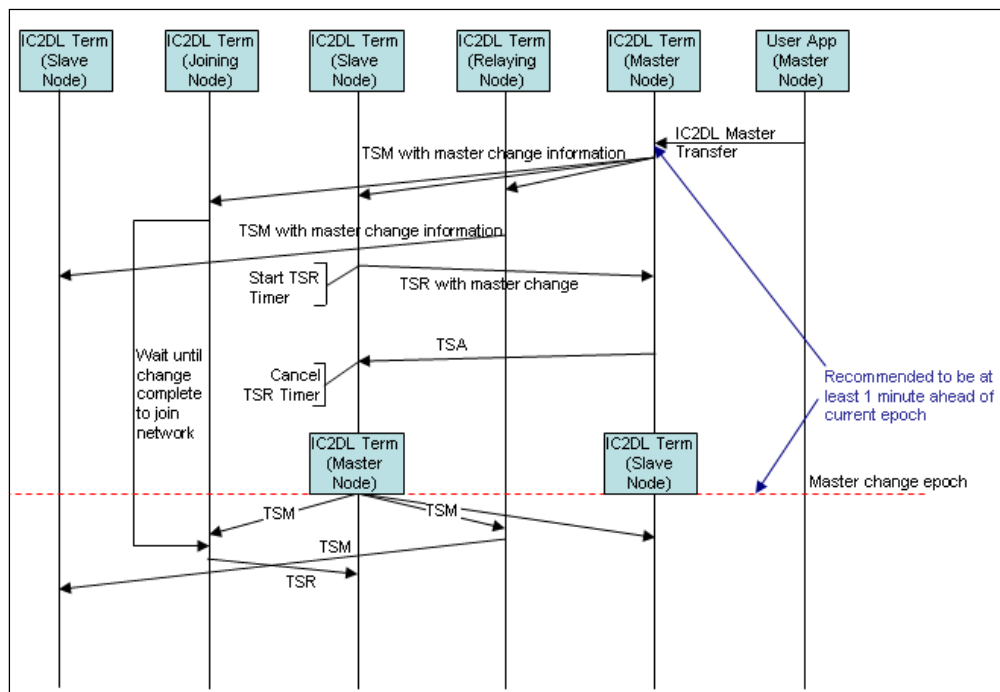 IC2DL Term
(Slave
Node)
IC2DL Term
(Joining
Node)
IC2DL Term
(Slave
Node)
IC2DL Term
(Relaying
Node)
IC2DL Term
(Master
Node)
User App
(Master
Node)
IC2DL Master
Transfer
TSM with master change information
TSM with master change information
Start TSR
Timer
TSR with master change
TSA
Wait until
change
complete
to join
network
Cancel
TSR Timer
Recommended to be at
least 1 minute ahead of
current epoch
IC2DL Term
(Master
Node)
IC2DL Term
(Slave
Node)
Master change epoch
TSM
TSM
TSM
TSR